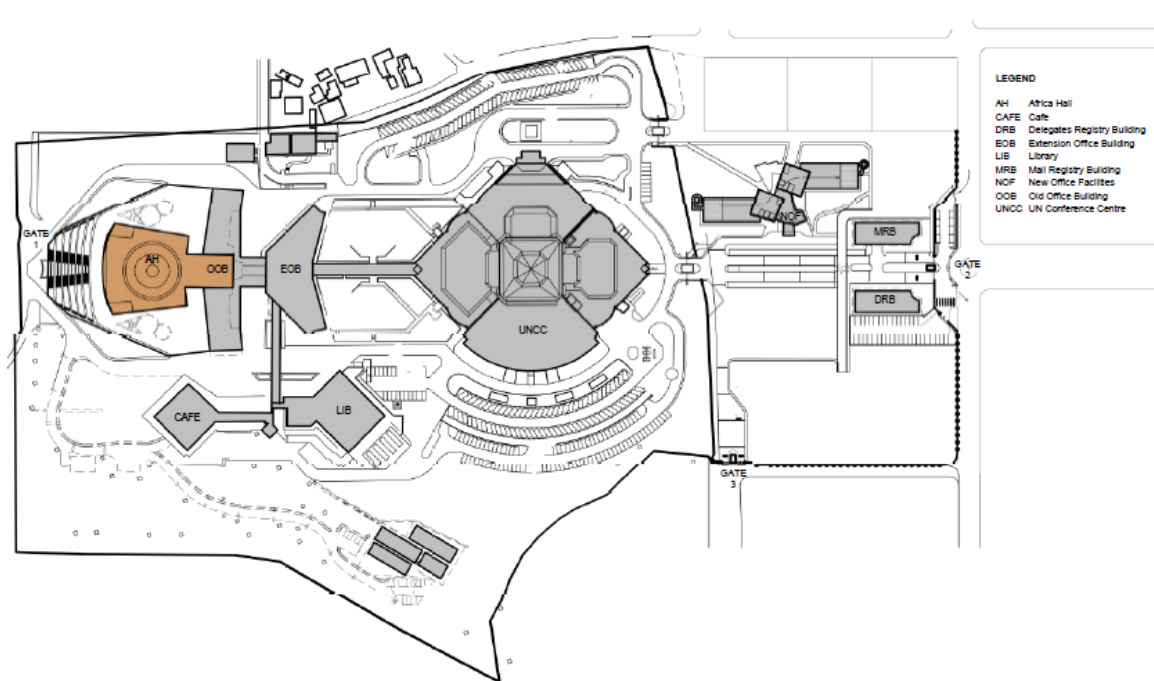 LEGEND
AH Africa Hall
CAFE Cafe
DRB Delegates Registry Building
EOB Extension Office Building
LIB Library
MRB Mail Registry Building
NOF New Office Facilities
OOB Old Office Building
UNCC UN Conference Centre
NOF
GATE
1
MRB
AH
OOB
EOB
GATE
2
DRB
UNCC
CAFE
LIB
GATE
3